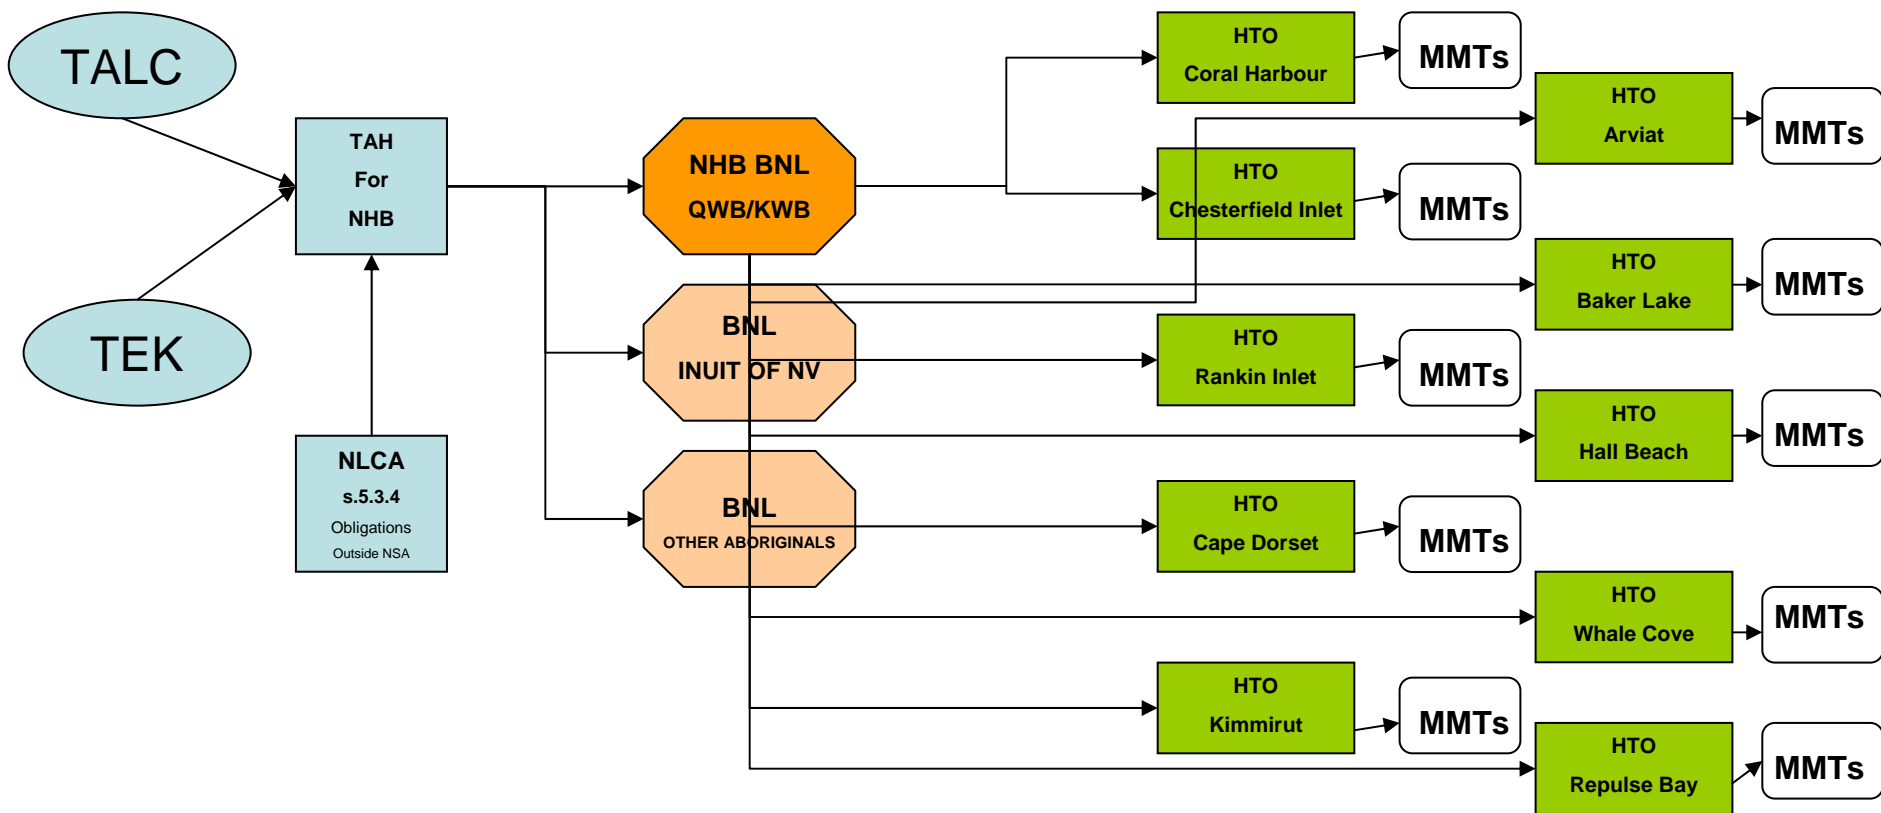 TALC
TEK
TAH
For
NHB
NLCA
s.5.3.4
Obligations
Outside NSA
NHB BNL
QWB/KWB
BNL
INUIT OF NV
BNL
OTHER ABORIGINALS
HTO
Coral Harbour
MMTs
HTO
Arviat
MMTs
HTO
Chesterfield Inlet
MMTs
HTO
Baker Lake
MMTs
HTO
Rankin Inlet
MMTs
HTO
Hall Beach
MMTs
HTO
Cape Dorset
MMTs
HTO
Whale Cove
MMTs
HTO
Kimmirut
MMTs
HTO
Repulse Bay
MMTs